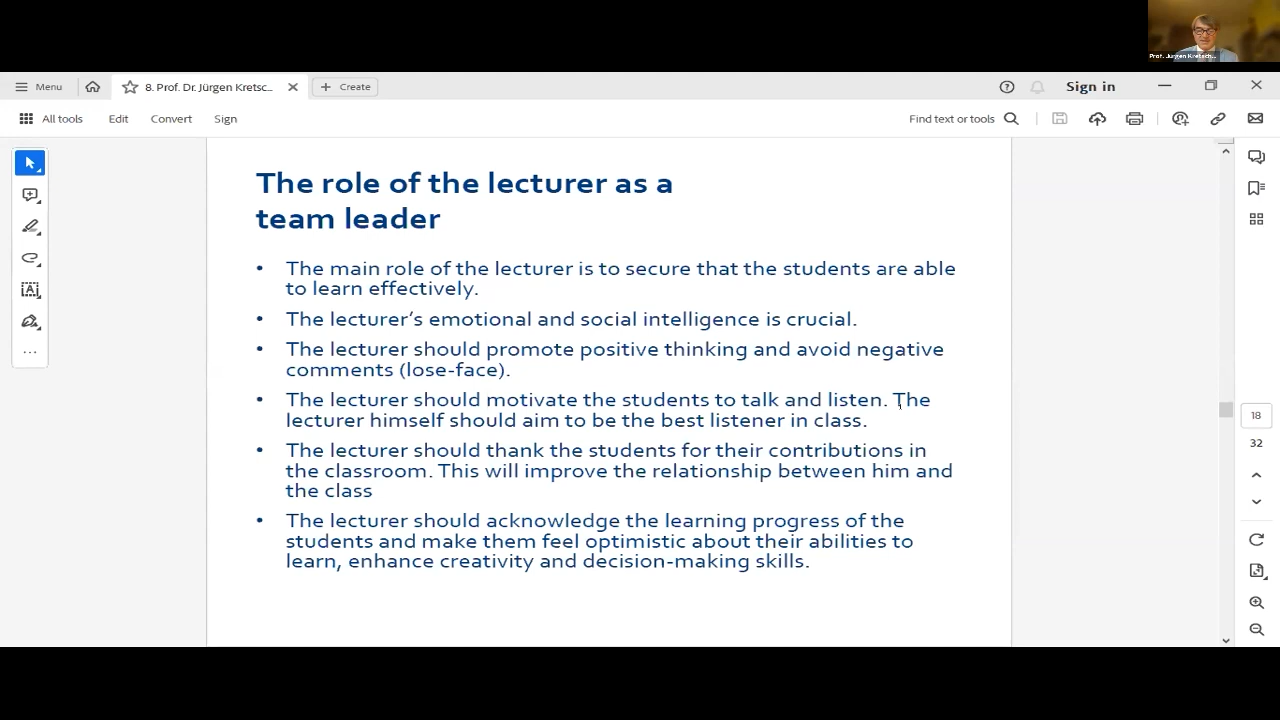 Prof. Jürgen Kretsch...
Menu
8. Prof. Dr. Jürgen Kretsc...
Create
Sign in
All tools
Edit
Convert
Sign
Find text or tools
The role of the lecturer as a
team leader
• The main role of the lecturer is to secure that the students are able
to learn effectively.
• The lecturer’s emotional and social intelligence is crucial.
• The lecturer should promote positive thinking and avoid negative
comments (lose-face).
• The lecturer should motivate the students to talk and listen. The
lecturer himself should aim to be the best listener in class.
• The lecturer should thank the students for their contributions in
the classroom. This will improve the relationship between him and
the class
• The lecturer should acknowledge the learning progress of the
students and make them feel optimistic about their abilities to
learn, enhance creativity and decision-making skills.
18
32